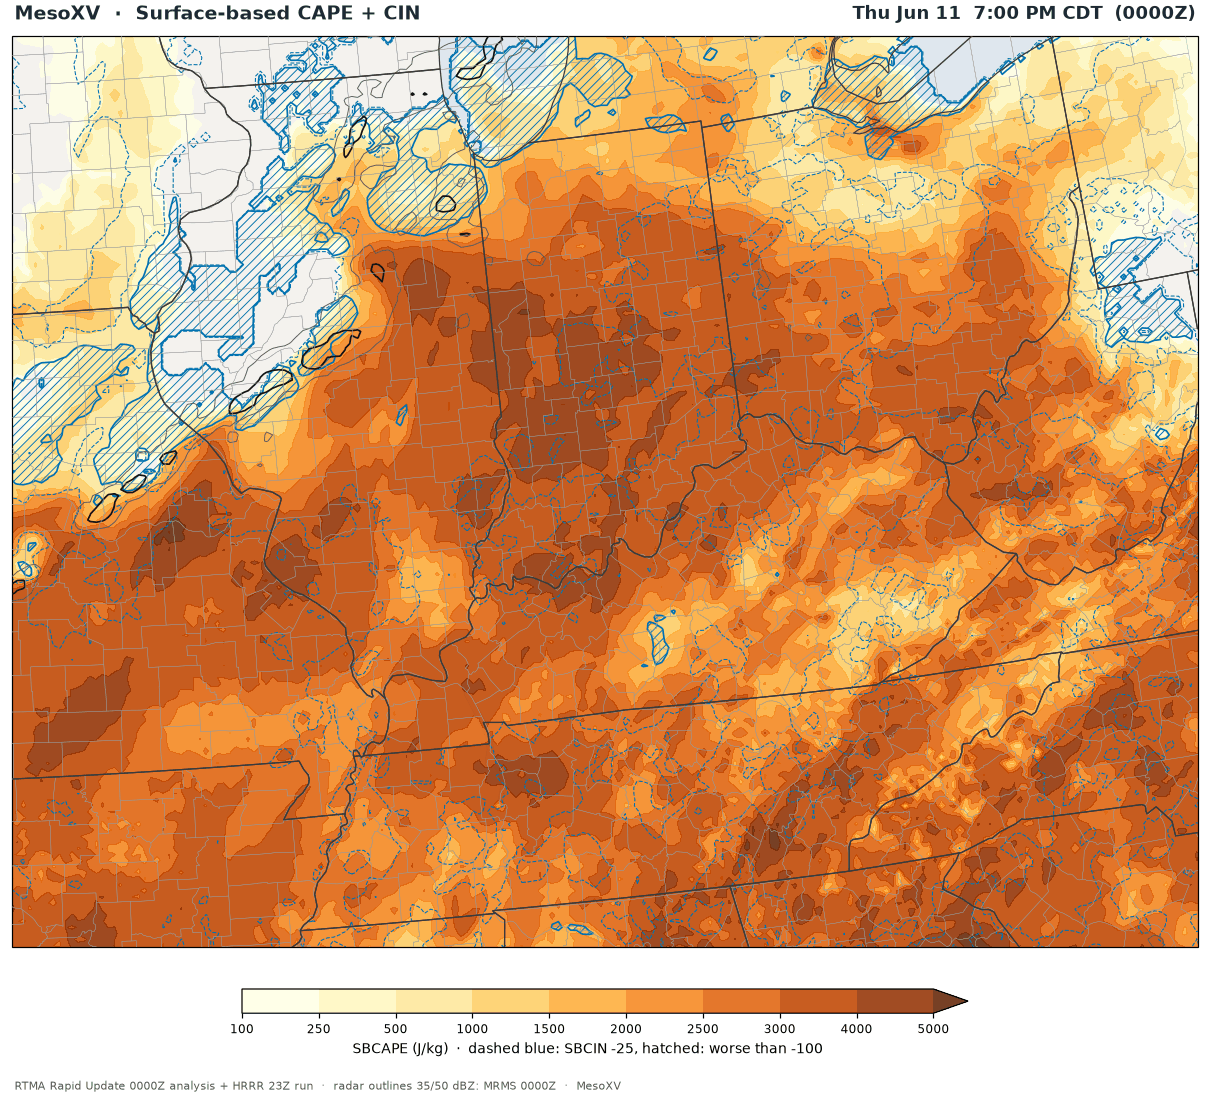 MesoXV · Surface-based CAPE + CIN
Thu Jun 11 7:00 PM CDT (0000Z)
100 250 500 1000 1500 2000 2500 3000 4000 5000
SBCAPE (J/kg) · dashed blue: SBCIN -25, hatched: worse than -100
RTMA Rapid Update 0000Z analysis + HRRR 23Z run · radar outlines 35/50 dBZ: MRMS 0000Z · MesoXV